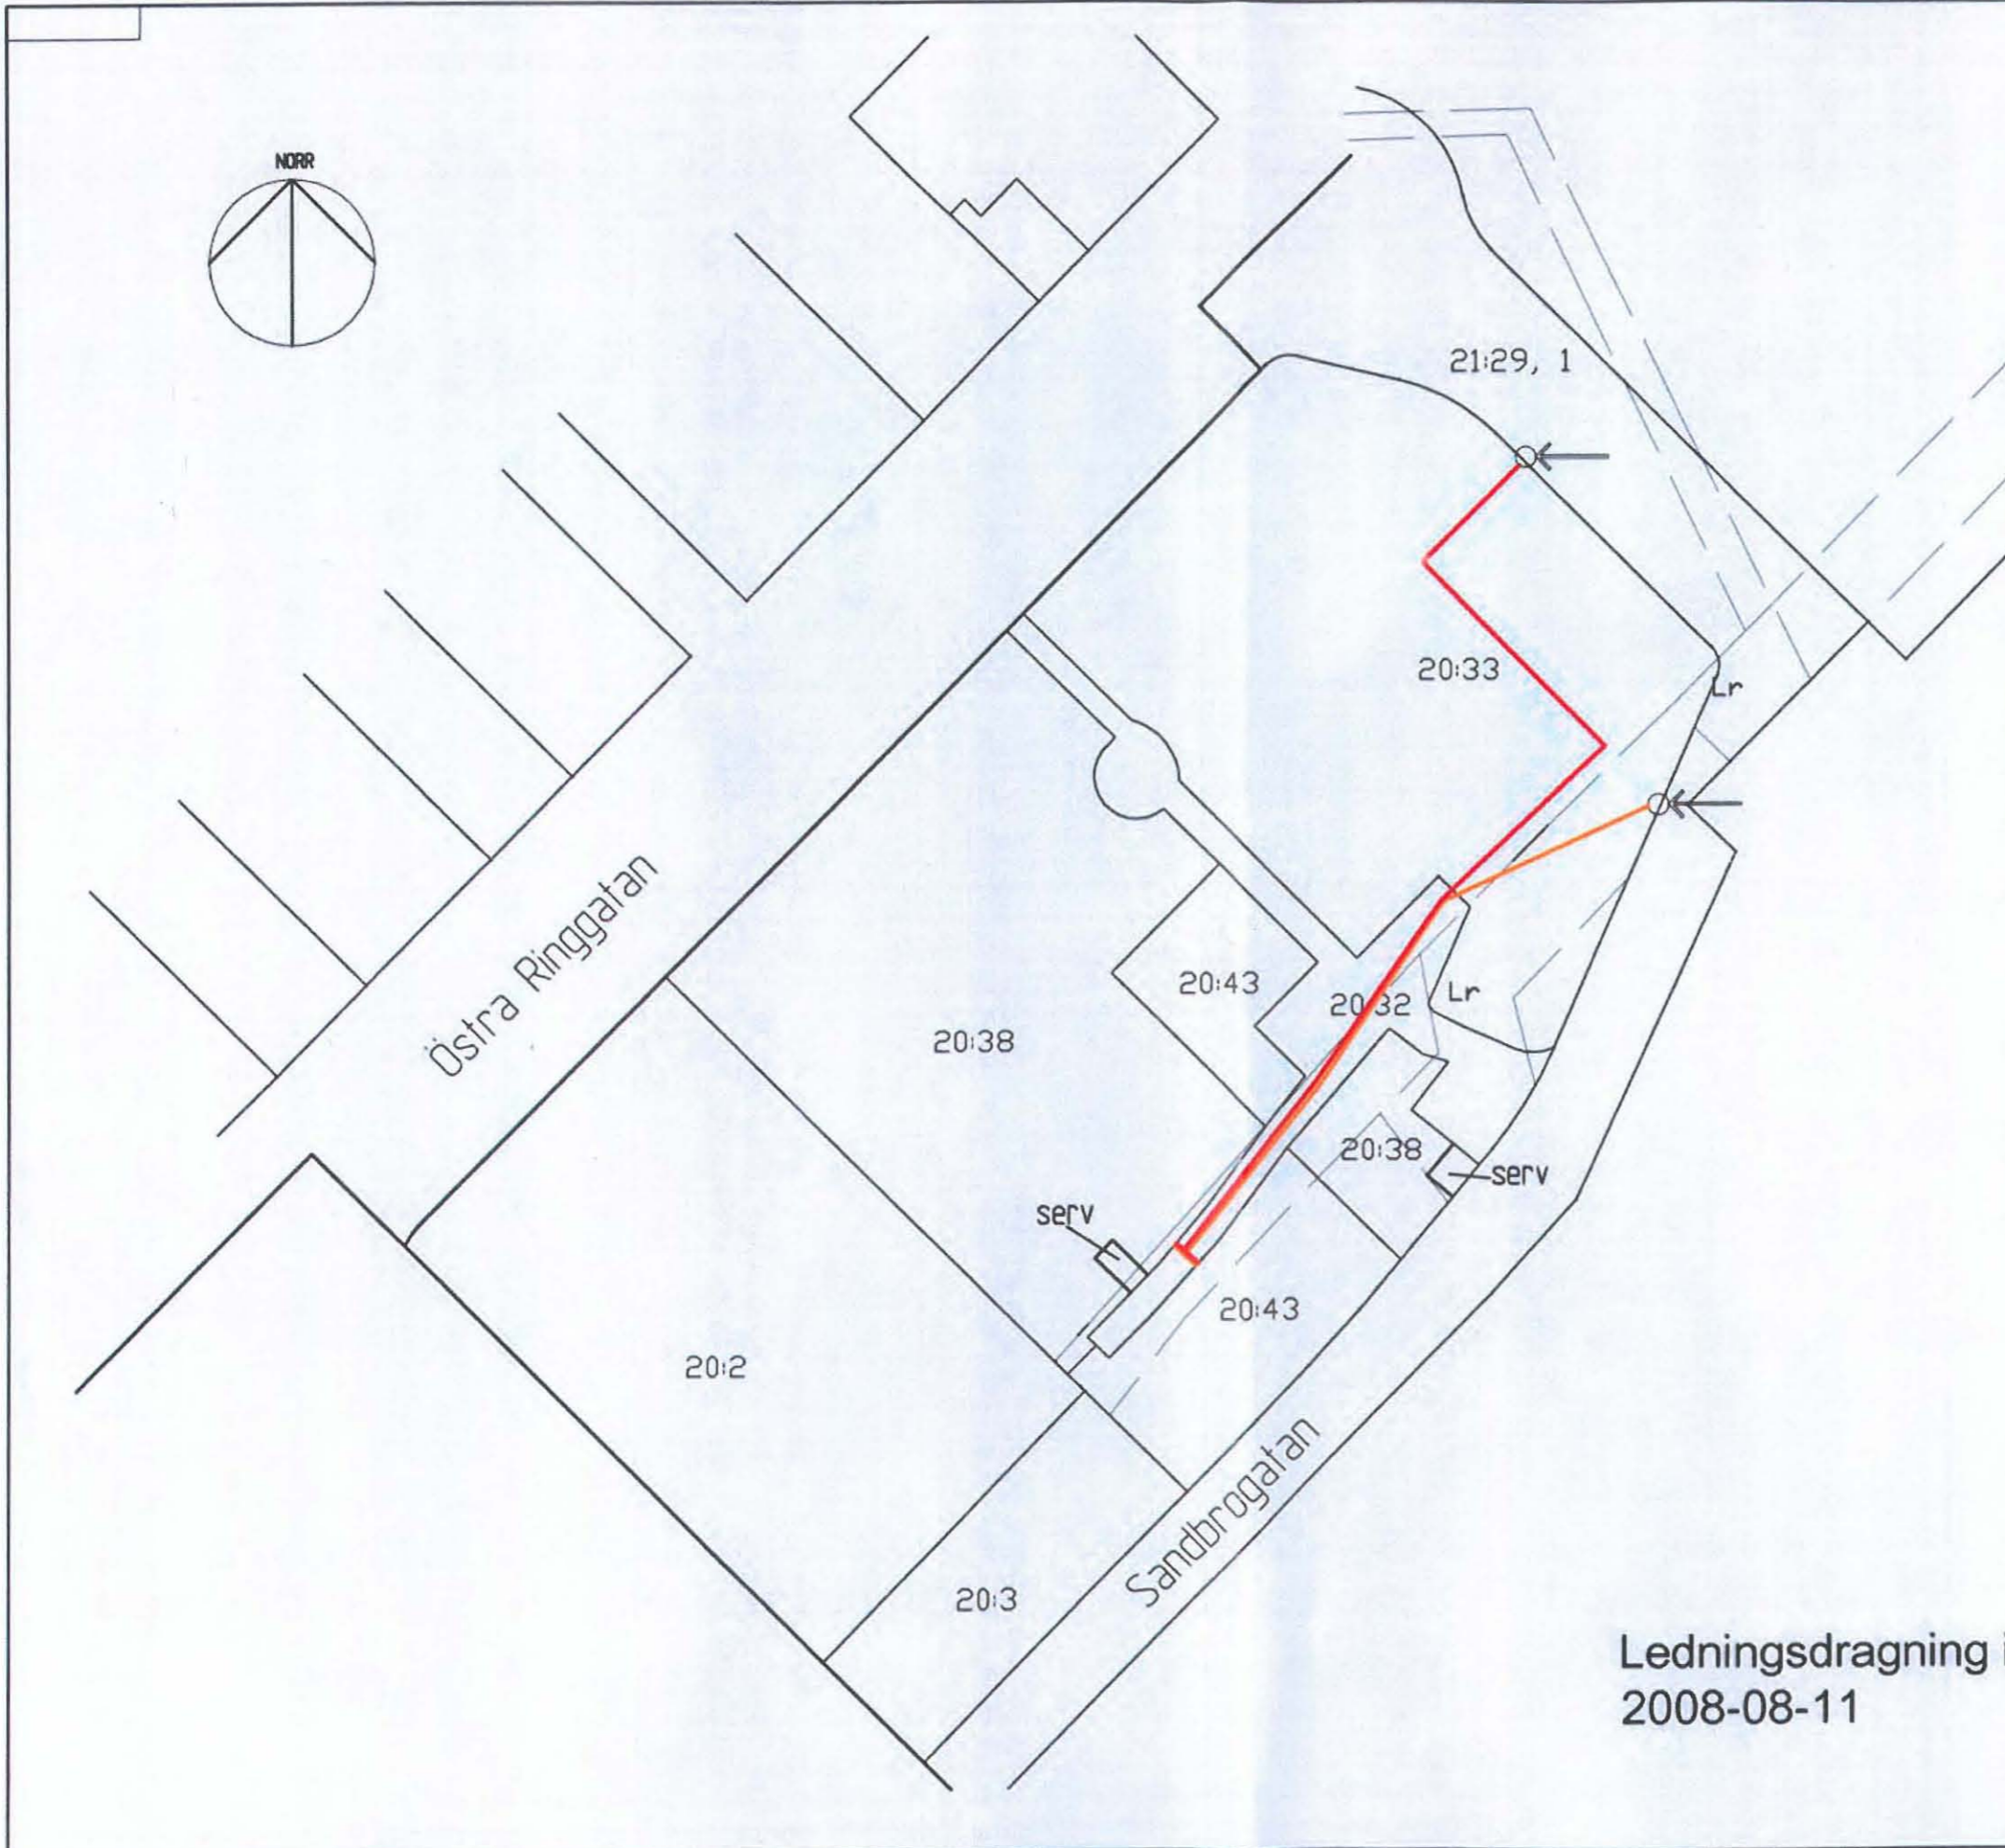 NORR
21:29, 1
20:33
Lr
Östra Ringgatan
20:43
20:32
Lr
20:38
20:38
serv
serv
20:43
20:2
Sandbrogatan
20:3
Ledningsdragning i
2008-08-11